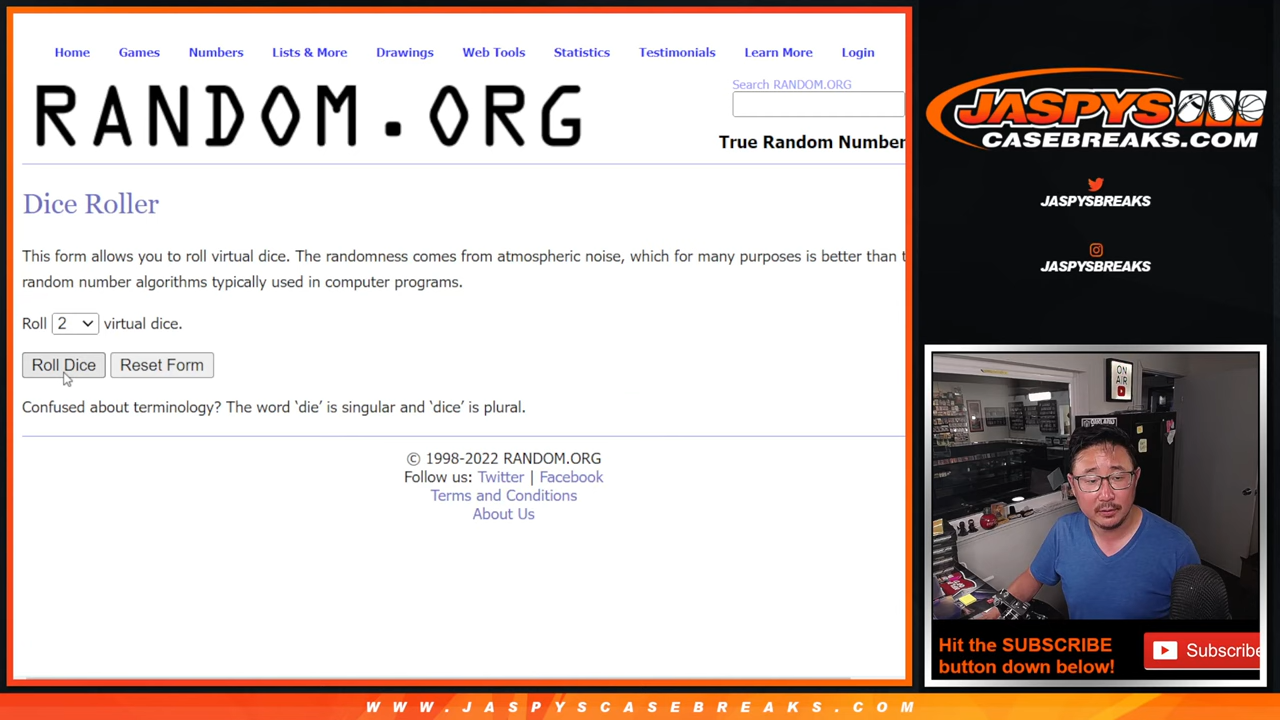 Home Games Numbers Lists & More Drawings Web Tools Statistics Testimonials Learn More Login
RANDOM.ORG
Search RANDOM.ORG
True Random Number
Dice Roller
This form allows you to roll virtual dice. The randomness comes from atmospheric noise, which for many purposes is better than t
random number algorithms typically used in computer programs.
Roll 2 virtual dice.
Roll Dice Reset Form
Confused about terminology? The word ‘die’ is singular and ‘dice’ is plural.
© 1998-2022 RANDOM.ORG
Follow us: Twitter | Facebook
Terms and Conditions
About Us
JASPYS
CASEBREAKS.COM
JASPYSBREAKS
JASPYSBREAKS
ON
AIR
Hit the SUBSCRIBE
button down below!
Subscribe
WWW.JASPYSCASEBREAKS.COM